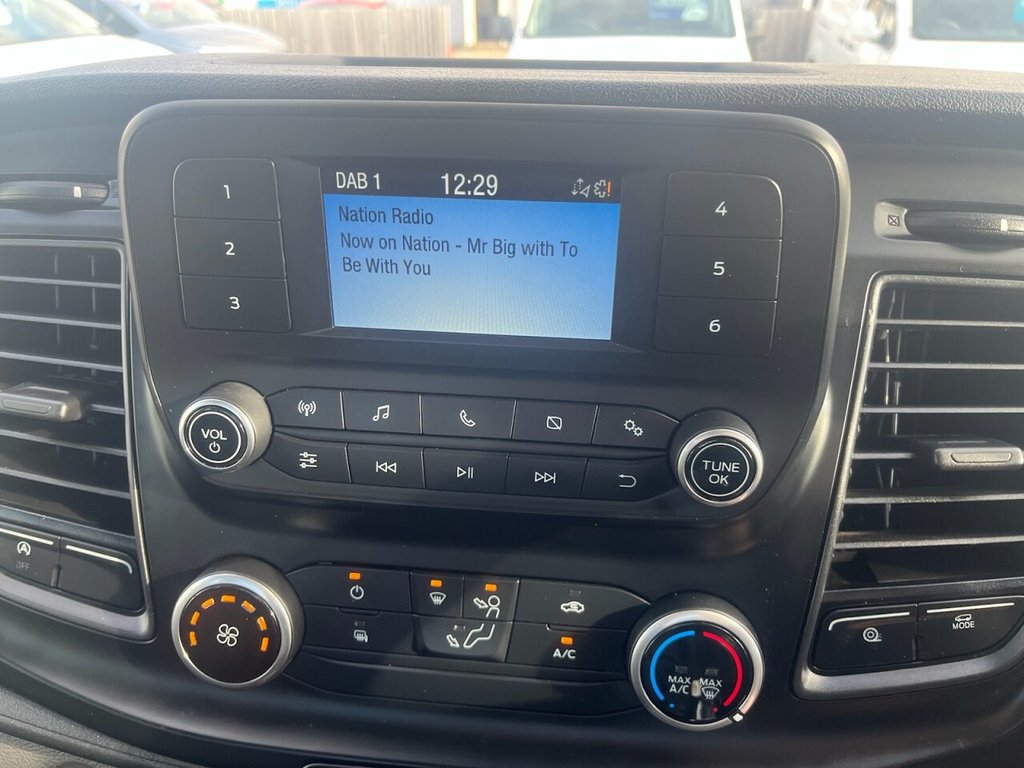 DAB 1 12:29
Nation Radio
Now on Nation - Mr Big with To
Be With You
1
2
3
4
5
6
VOL
TUNE
OK
OFF
A/C
MAX
A/C
MAX
MODE